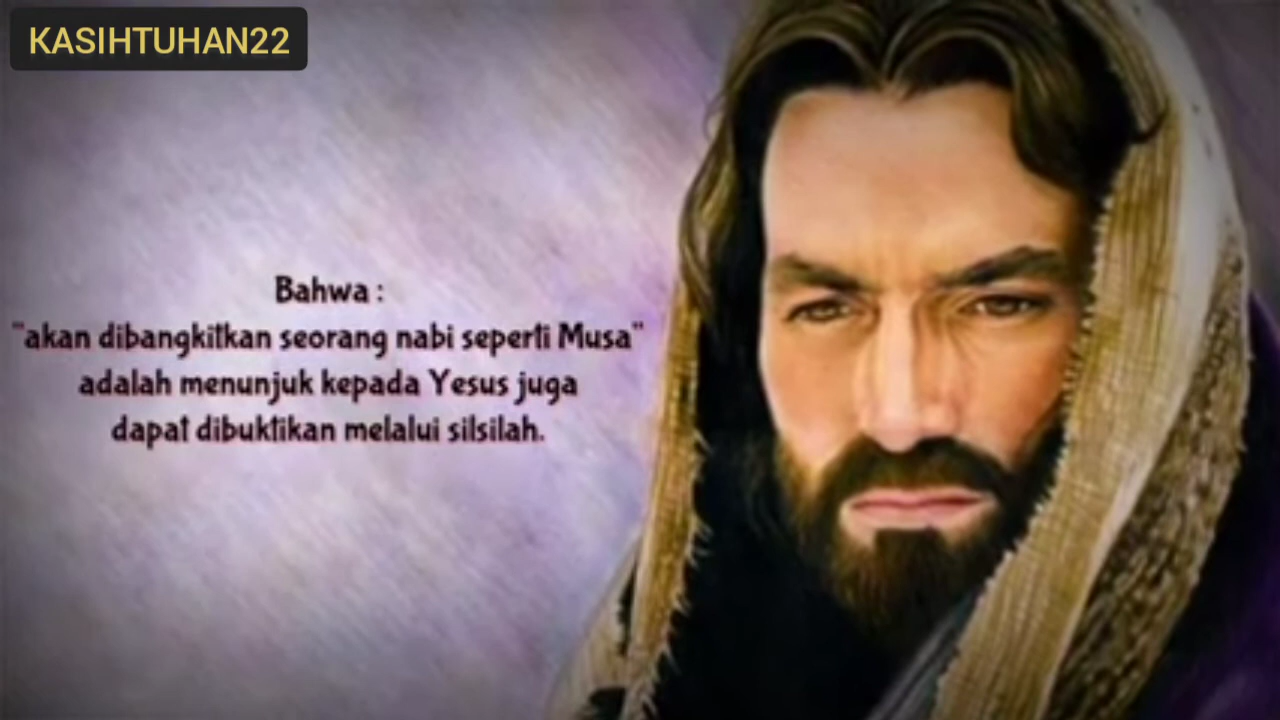 KASIHTUHAN22
Bahwa :
"akan dibangkitkan seorang nabi seperti Musa"
adalah menunjuk kepada Yesus juga
dapat dibuktikan melalui silsilah.